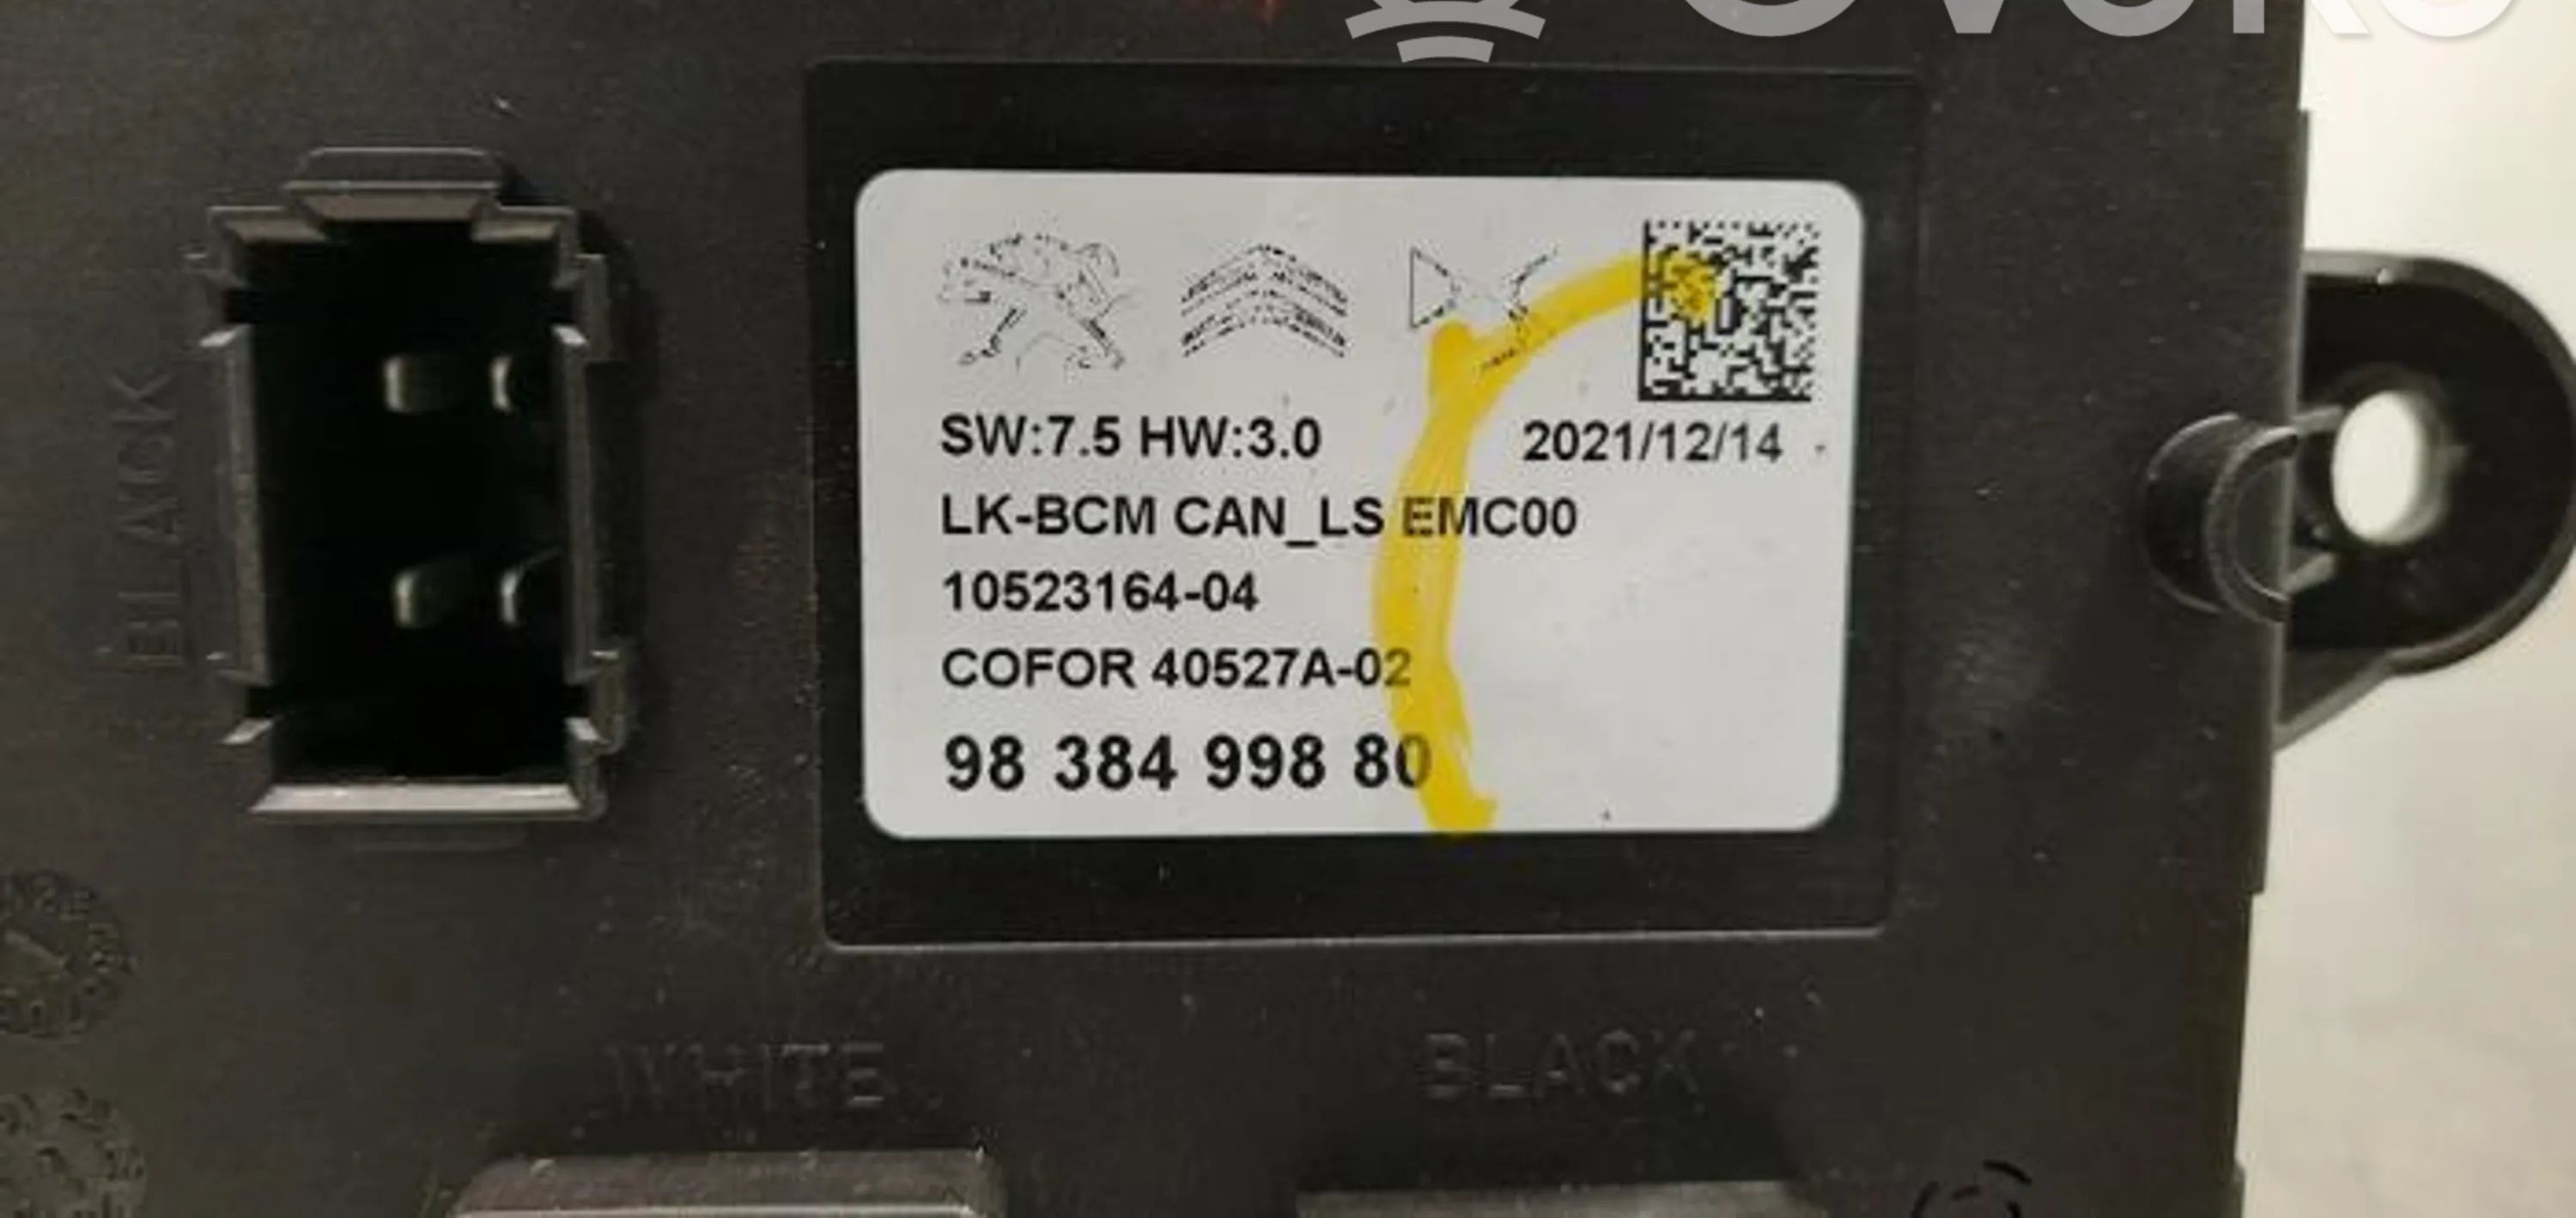 SW:7.5 HW:3.0 2021/12/14
LK-BCM CAN_LS EMC00
10523164-04
COFOR 40527A-02
98 384 998 80
BLACK
WHITE
BLACK